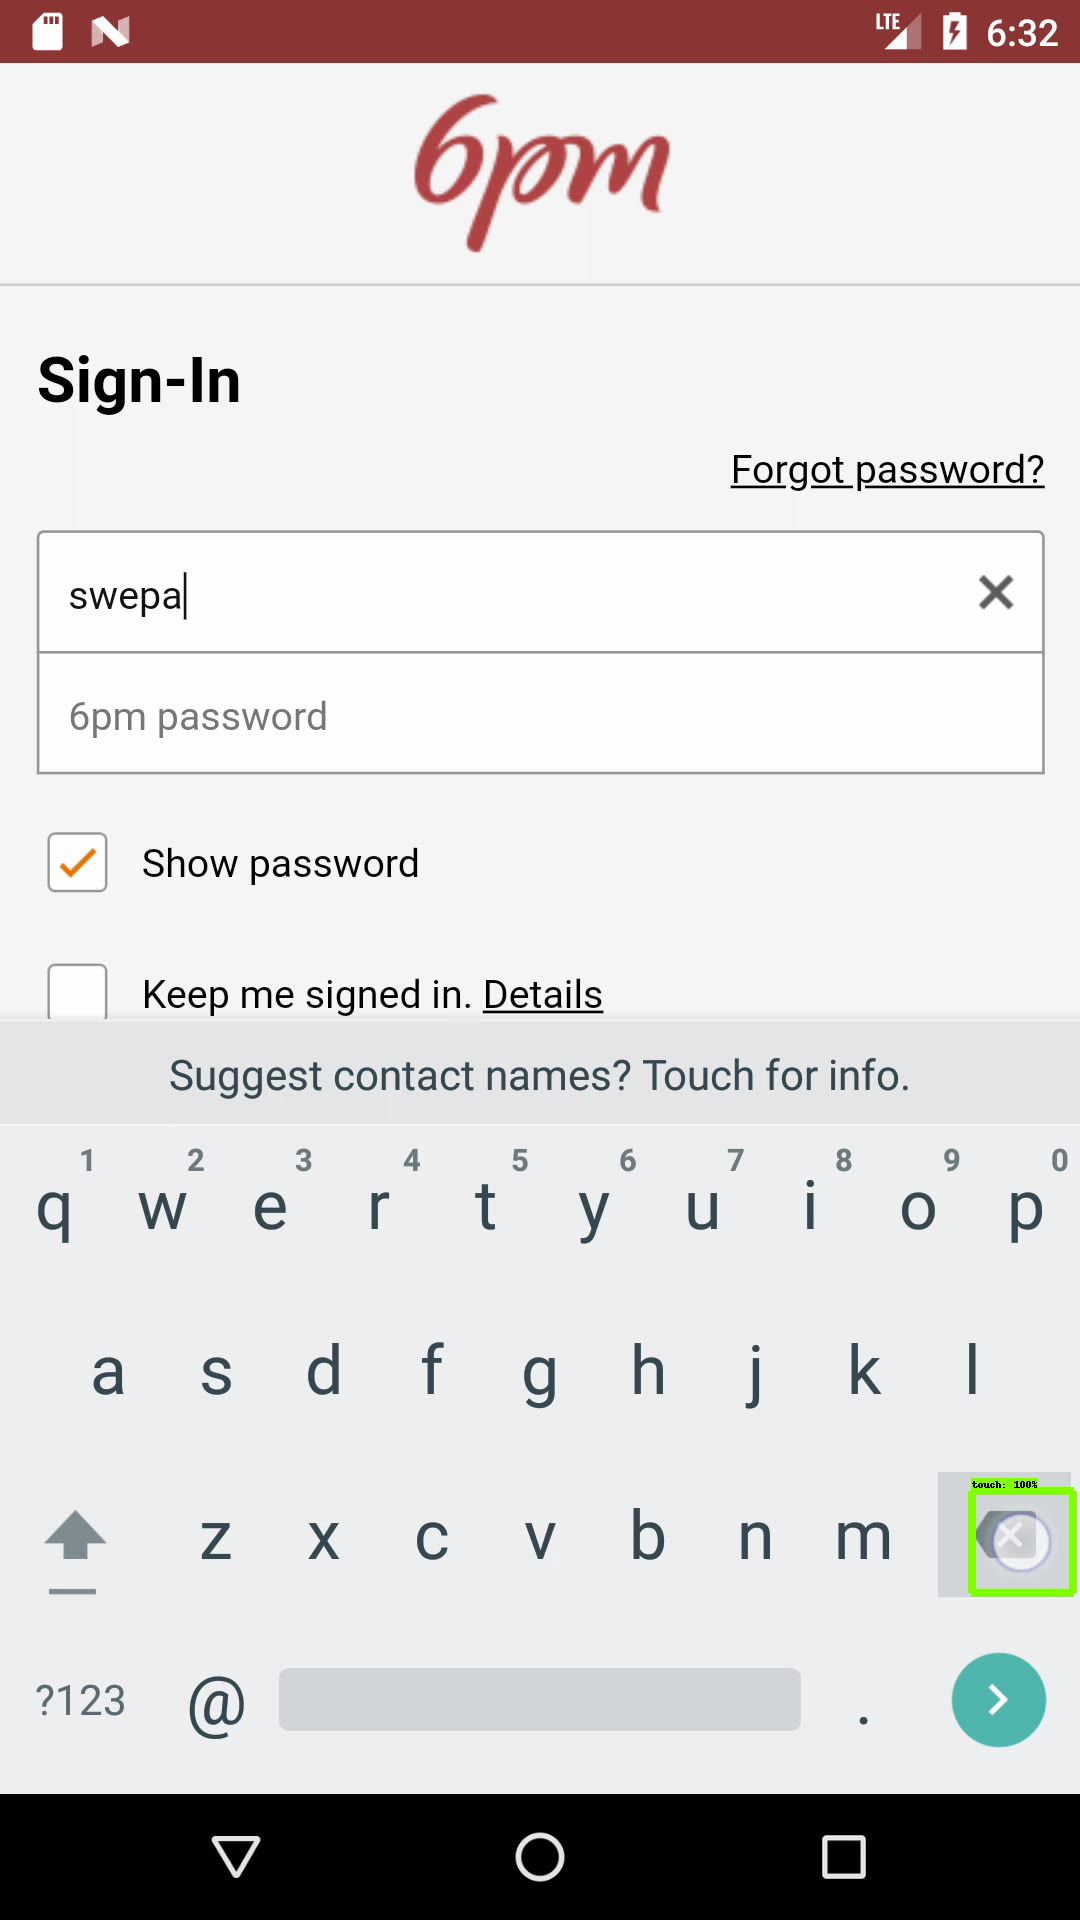 LTE 6:32
6pm
Sign-In
Forgot password?
swepa
6pm password
Show password
Keep me signed in. Details
Suggest contact names? Touch for info.
1 2 3 4 5 6 7 8 9 0
q w e r t y u i o p
a s d f g h j k l
touch: 100%
z x c v b n m
?123 @ .